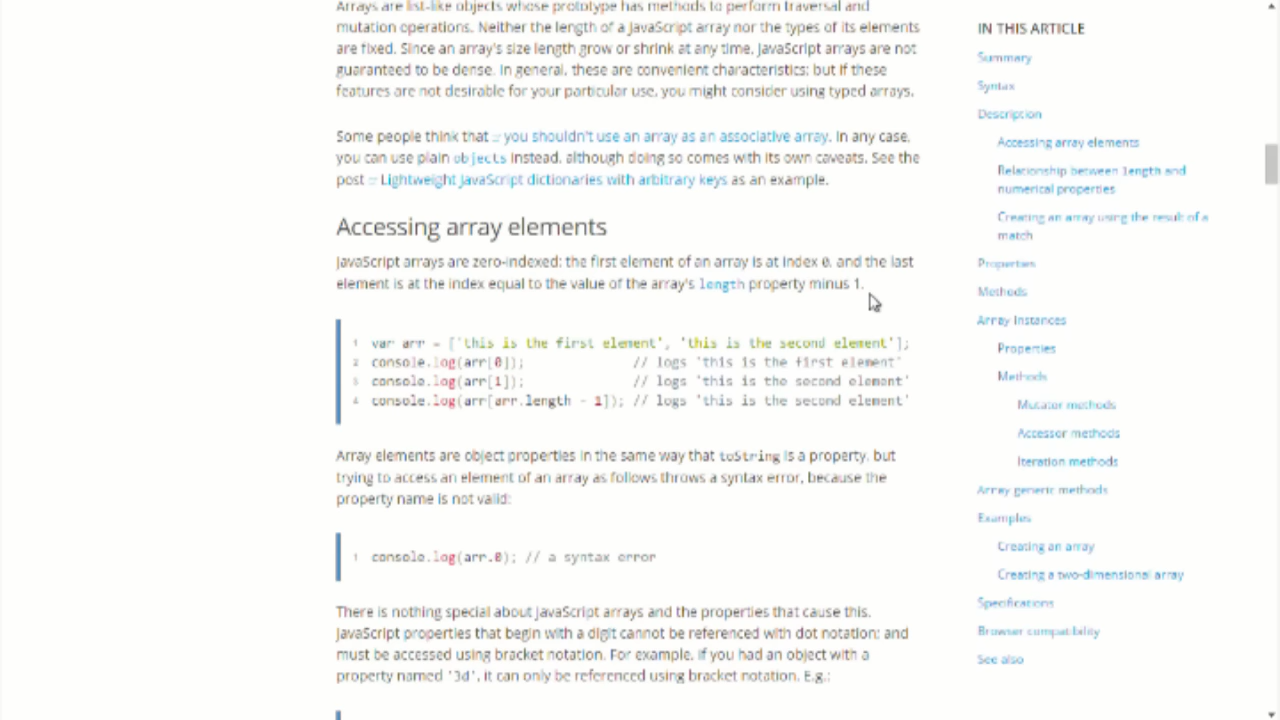 Arrays are list-like objects whose prototype has methods to perform traversal and
mutation operations. Neither the length of a JavaScript array nor the types of its elements
are fixed. Since an array's size length grow or shrink at any time, JavaScript arrays are not
guaranteed to be dense. In general, these are convenient characteristics; but if these
features are not desirable for your particular use, you might consider using typed arrays.
Some people think that you shouldn't use an array as an associative array. In any case,
you can use plain objects instead, although doing so comes with its own caveats. See the
post Lightweight JavaScript dictionaries with arbitrary keys as an example.
Accessing array elements
JavaScript arrays are zero-indexed: the first element of an array is at index 0, and the last
element is at the index equal to the value of the array's length property minus 1.
1 var arr = ['this is the first element', 'this is the second element'];
2 console.log(arr[0]); // logs 'this is the first element'
3 console.log(arr[1]); // logs 'this is the second element'
4 console.log(arr[arr.length - 1]); // logs 'this is the second element'
Array elements are object properties in the same way that toString is a property, but
trying to access an element of an array as follows throws a syntax error, because the
property name is not valid:
1 console.log(arr.0); // a syntax error
There is nothing special about JavaScript arrays and the properties that cause this.
JavaScript properties that begin with a digit cannot be referenced with dot notation; and
must be accessed using bracket notation. For example, if you had an object with a
property named '3d', it can only be referenced using bracket notation. E.g.:
IN THIS ARTICLE
Summary
Syntax
Description
Accessing array elements
Relationship between length and
numerical properties
Creating an array using the result of a
match
Properties
Methods
Array instances
Properties
Methods
Mutator methods
Accessor methods
Iteration methods
Array generic methods
Examples
Creating an array
Creating a two-dimensional array
Specifications
Browser compatibility
See also